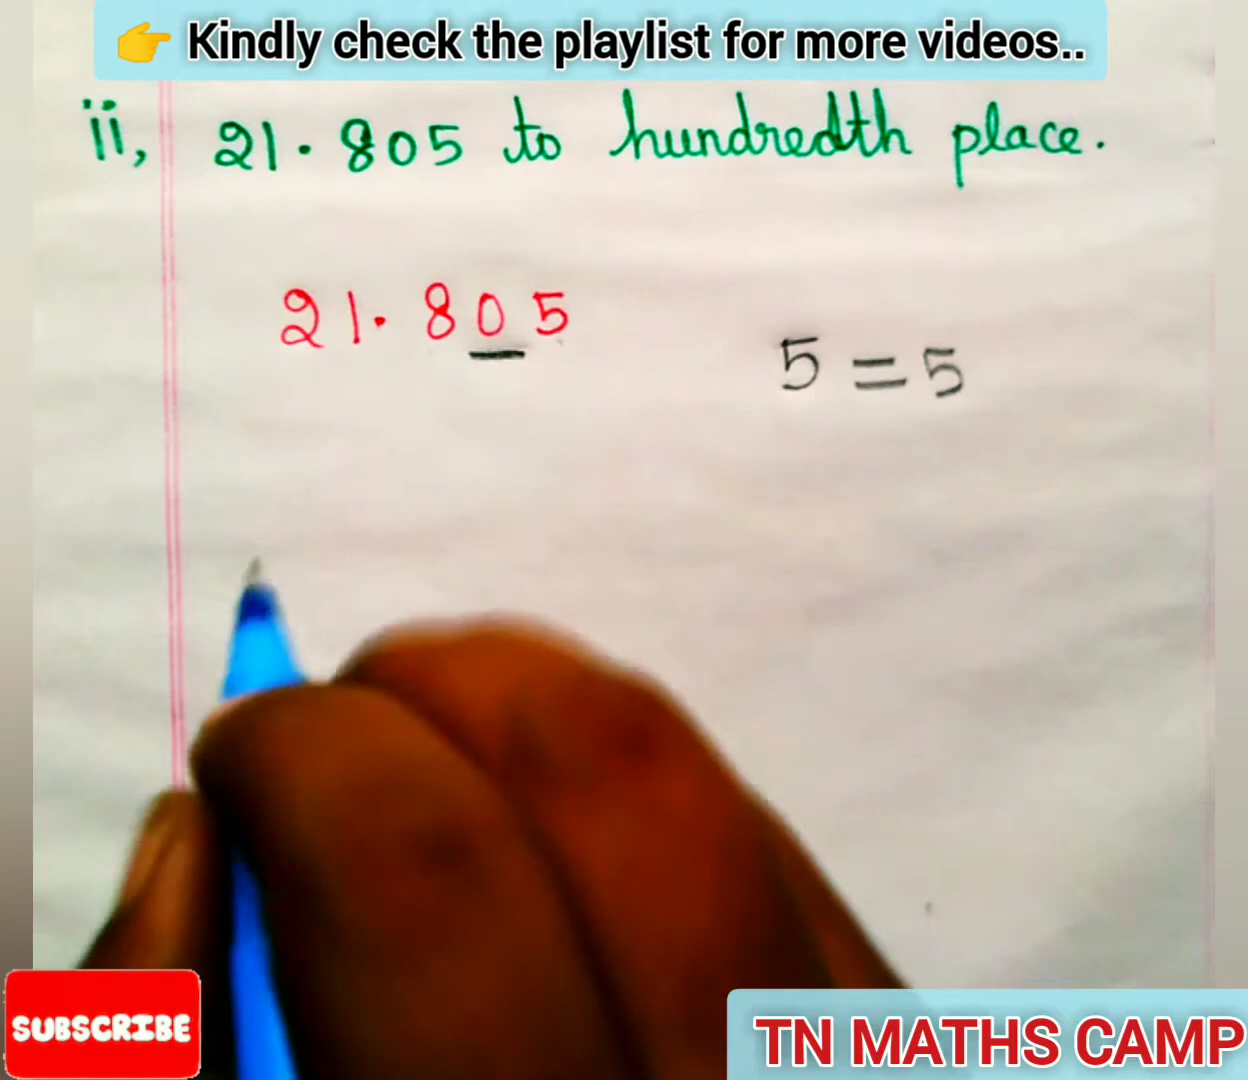 👉 Kindly check the playlist for more videos..
ii, 21.805 to hundredth place.
21.805
5 = 5
SUBSCRIBE
TN MATHS CAMP